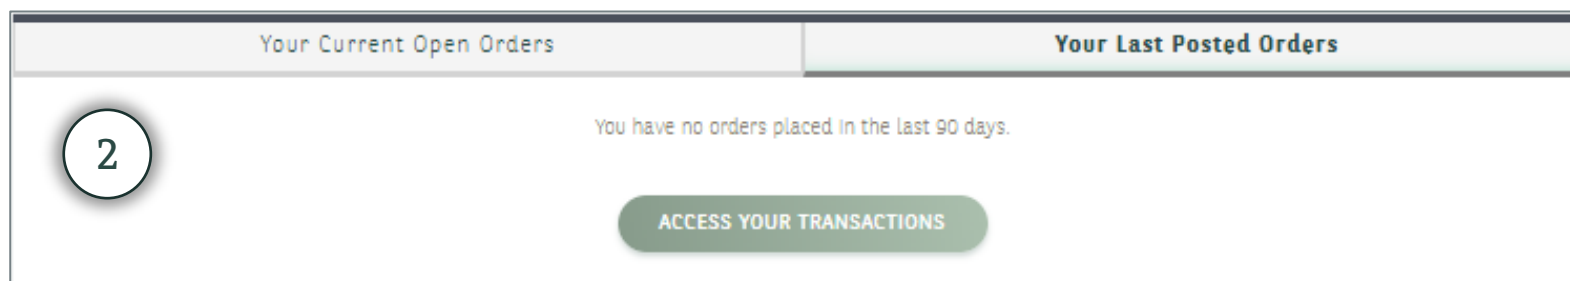 Your Current Open Orders
Your Last Posted Orders
You have no orders placed in the last 90 days.
2
ACCESS YOUR TRANSACTIONS